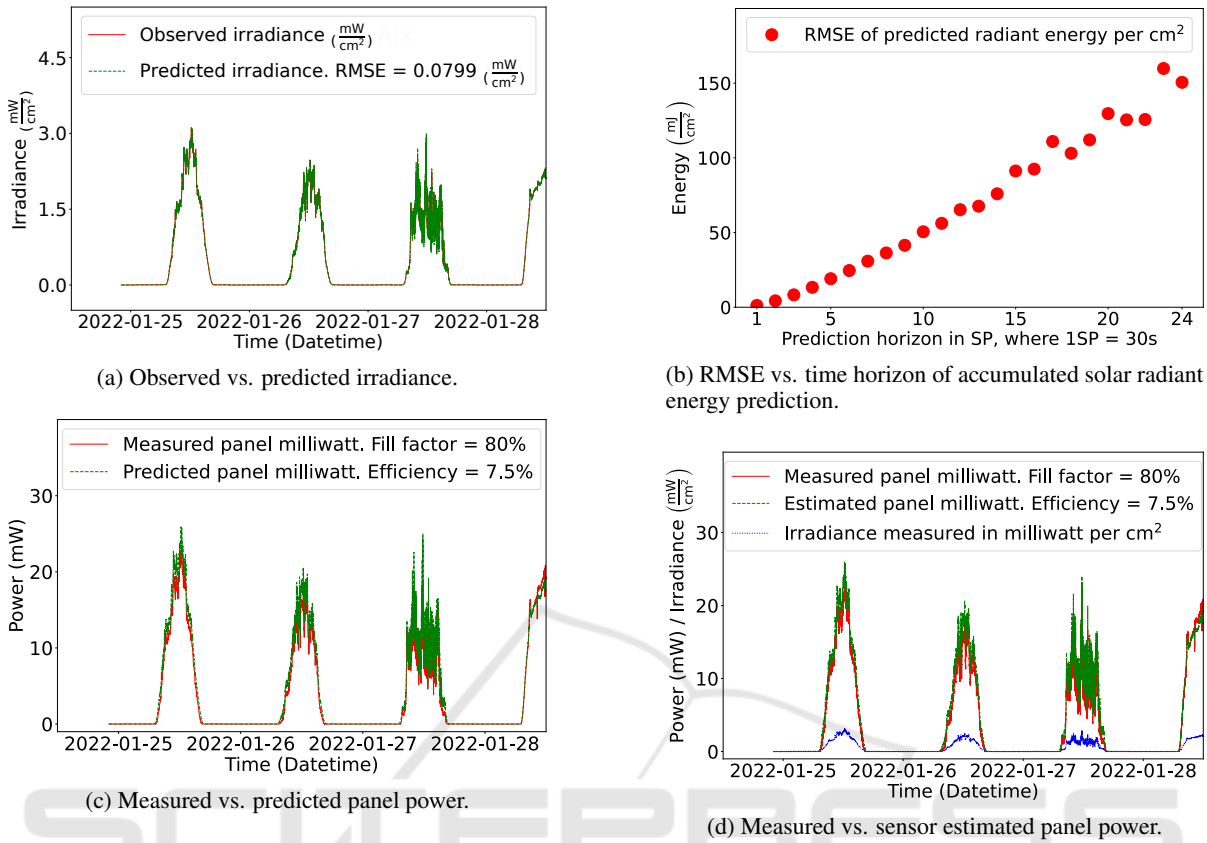 Observed irradiance (mW/cm²)
Predicted irradiance. RMSE = 0.0799 (mW/cm²)
Irradiance (mW/cm²)
4.5
3.0
1.5
0.0
2022-01-25 2022-01-26 2022-01-27 2022-01-28
Time (Datetime)
(a) Observed vs. predicted irradiance.
RMSE of predicted radiant energy per cm²
Energy (mJ/cm²)
150
100
50
0
1 5 10 15 20 24
Prediction horizon in SP, where 1SP = 30s
(b) RMSE vs. time horizon of accumulated solar radiant
energy prediction.
Measured panel milliwatt. Fill factor = 80%
Predicted panel milliwatt. Efficiency = 7.5%
Power (mW)
30
20
10
0
2022-01-25 2022-01-26 2022-01-27 2022-01-28
Time (Datetime)
(c) Measured vs. predicted panel power.
Measured panel milliwatt. Fill factor = 80%
Estimated panel milliwatt. Efficiency = 7.5%
Irradiance measured in milliwatt per cm²
Power (mW) / Irradiance (mW/cm²)
30
20
10
0
2022-01-25 2022-01-26 2022-01-27 2022-01-28
Time (Datetime)
(d) Measured vs. sensor estimated panel power.